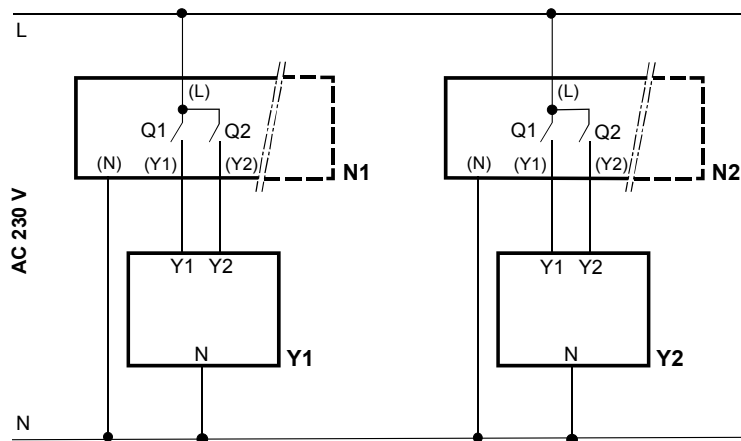 L
(L)
(L)
Q1
Q2
Q1
Q2
(N)
(Y1)
(Y2)
N1
(N)
(Y1)
(Y2)
N2
AC 230 V
Y1
Y2
Y1
Y2
N
Y1
N
Y2
N